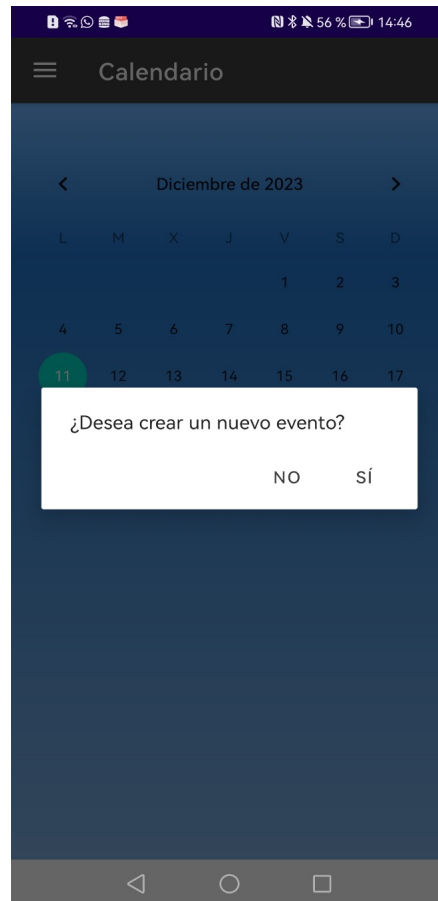 56 % 14:46
Calendario
Diciembre de 2023
L M X J V S D
1 2 3
4 5 6 7 8 9 10
11 12 13 14 15 16 17
¿Desea crear un nuevo evento?
NO SÍ